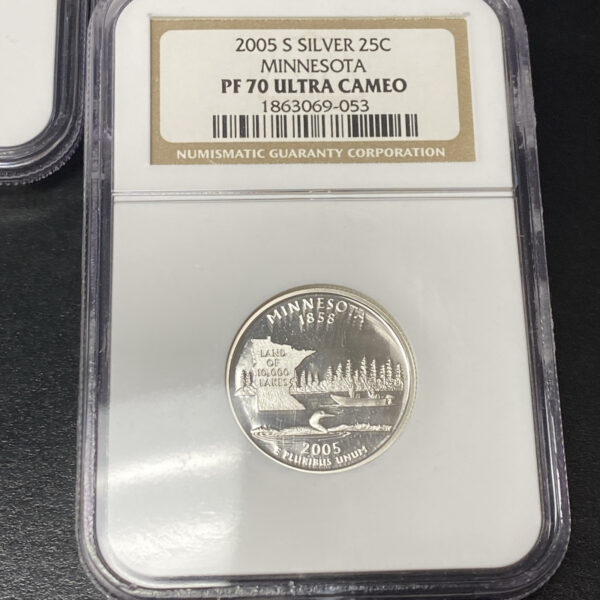 2005 S SILVER 25C
MINNESOTA
PF 70 ULTRA CAMEO
1863069-053
NUMISMATIC GUARANTY CORPORATION
MINNESOTA
1858
LAND
OF
10,000
LAKES
2005
E PLURIBUS UNUM